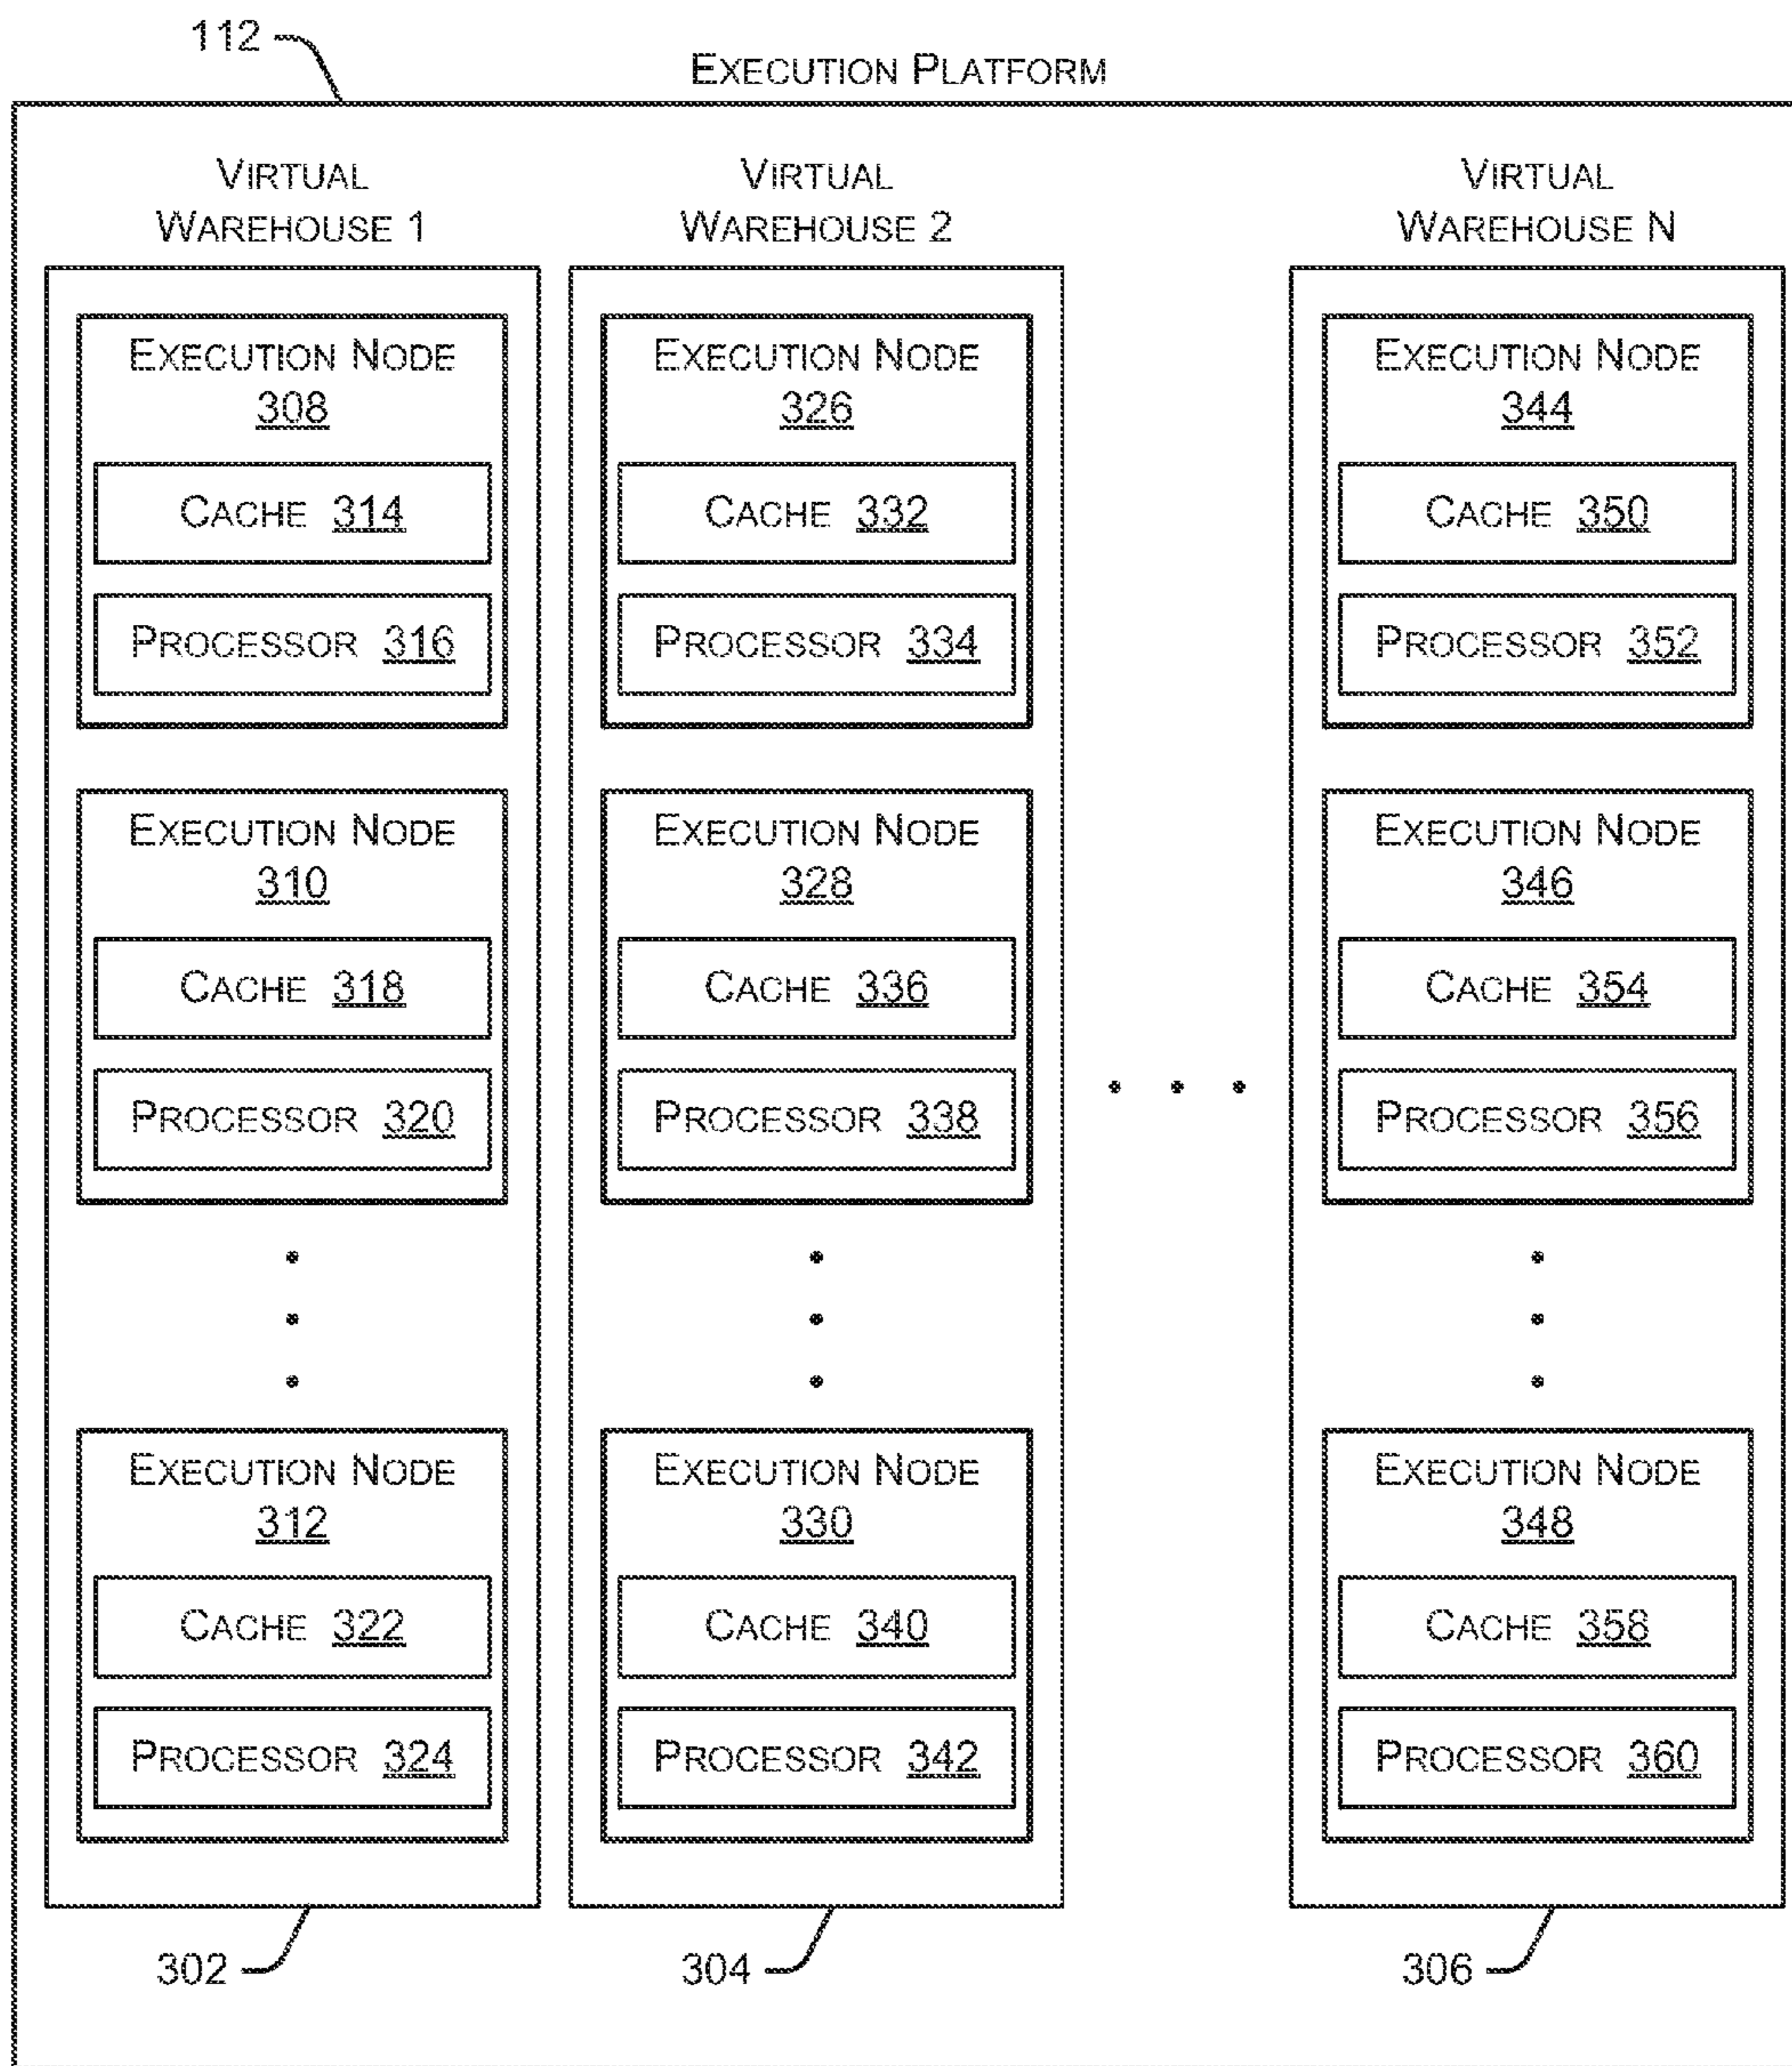 112
EXECUTION PLATFORM
VIRTUAL
WAREHOUSE 1
EXECUTION NODE
308
CACHE 314
PROCESSOR 316
EXECUTION NODE
310
CACHE 318
PROCESSOR 320
EXECUTION NODE
312
CACHE 322
PROCESSOR 324
302
VIRTUAL
WAREHOUSE 2
EXECUTION NODE
326
CACHE 332
PROCESSOR 334
EXECUTION NODE
328
CACHE 336
PROCESSOR 338
EXECUTION NODE
330
CACHE 340
PROCESSOR 342
304
VIRTUAL
WAREHOUSE N
EXECUTION NODE
344
CACHE 350
PROCESSOR 352
EXECUTION NODE
346
CACHE 354
PROCESSOR 356
EXECUTION NODE
348
CACHE 358
PROCESSOR 360
306